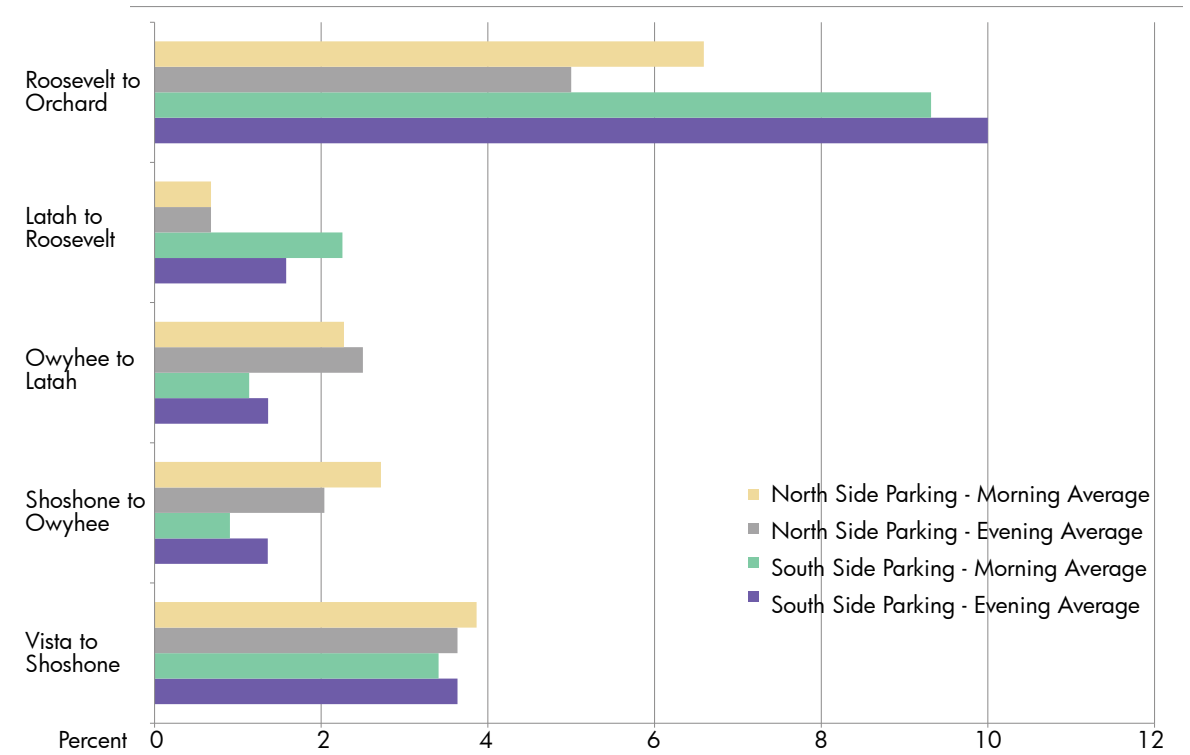 Roosevelt to
Orchard
Latah to
Roosevelt
Owyhee to
Latah
Shoshone to
Owyhee
Vista to
Shoshone
North Side Parking - Morning Average
North Side Parking - Evening Average
South Side Parking - Morning Average
South Side Parking - Evening Average
Percent 0 2 4 6 8 10 12